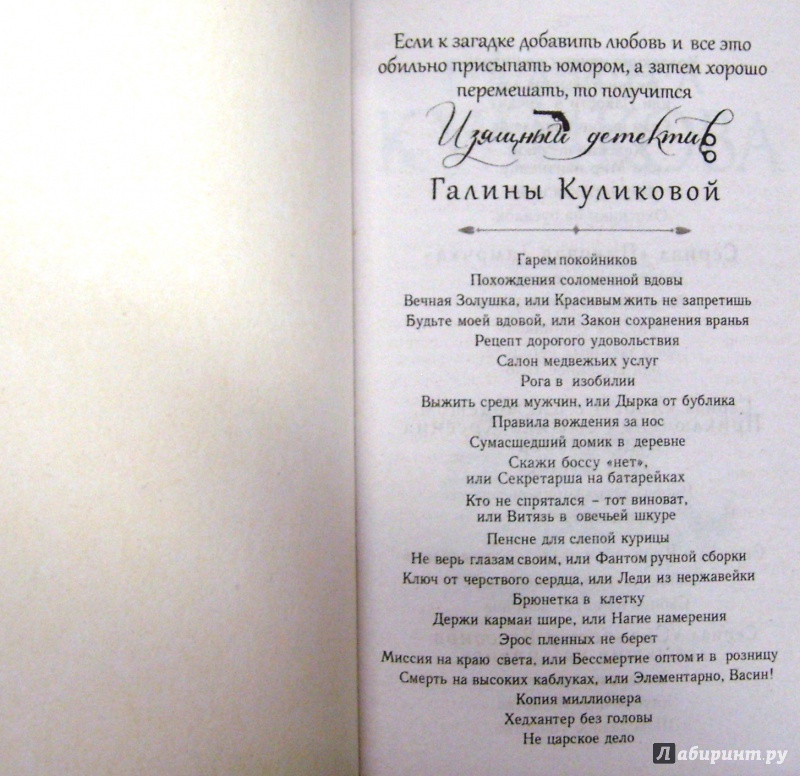 Если к загадке добавить любовь и все это
обильно присыпать юмором, а затем хорошо
перемешать, то получится
Изящный детектив
Галины Куликовой
Гарем покойников
Похождения соломенной вдовы
Вечная Золушка, или Красивым жить не запретишь
Будьте моей вдовой, или Закон сохранения вранья
Рецепт дорогого удовольствия
Салон медвежьих услуг
Рога в изобилии
Выжить среди мужчин, или Дырка от бублика
Правила вождения за нос
Сумасшедший домик в деревне
Скажи боссу «нет»,
или Секретарша на батарейках
Кто не спрятался – тот виноват,
или Витязь в овечьей шкуре
Пенсне для слепой курицы
Не верь глазам своим, или Фантом ручной сборки
Ключ от черствого сердца, или Леди из нержавейки
Брюнетка в клетку
Держи карман шире, или Нагие намерения
Эрос пленных не берет
Миссия на краю света, или Бессмертие оптом и в розницу
Смерть на высоких каблуках, или Элементарно, Васин!
Копия миллионера
Хедхантер без головы
Не царское дело
Лабиринт.ру